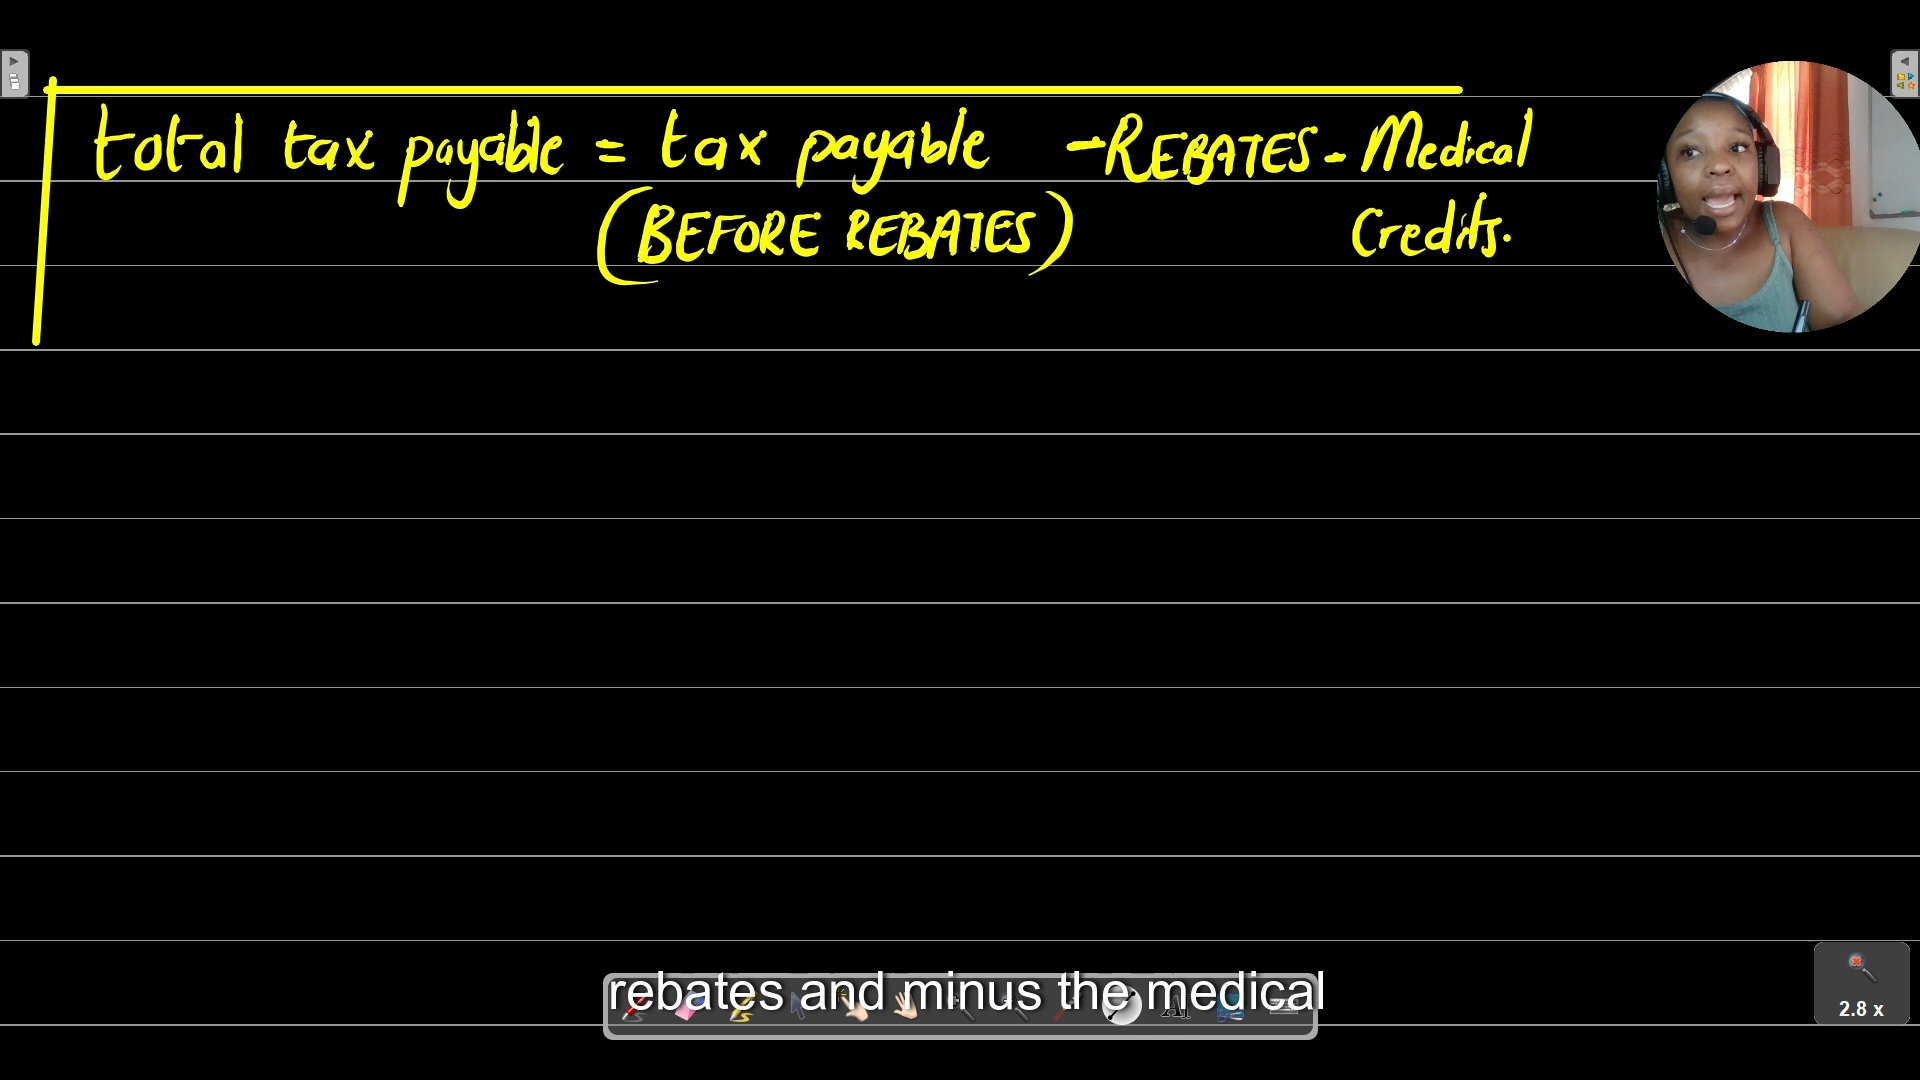 total tax payable = tax payable - REBATES - Medical
(BEFORE REBATES) Credits.
rebates and minus the medical
2.8 x